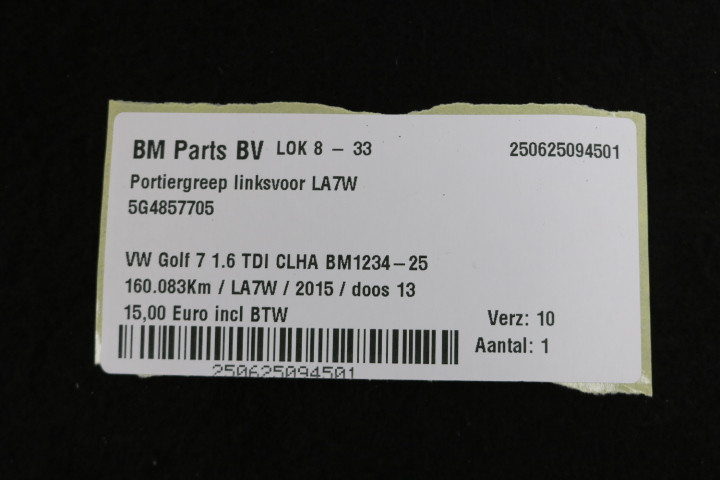 BM Parts BV LOK 8 - 33 250625094501
Portiergreep linksvoor LA7W
5G4857705
VW Golf 7 1.6 TDI CLHA BM1234-25
160.083Km / LA7W / 2015 / doos 13
15,00 Euro incl BTW Verz: 10
Aantal: 1
250625094501